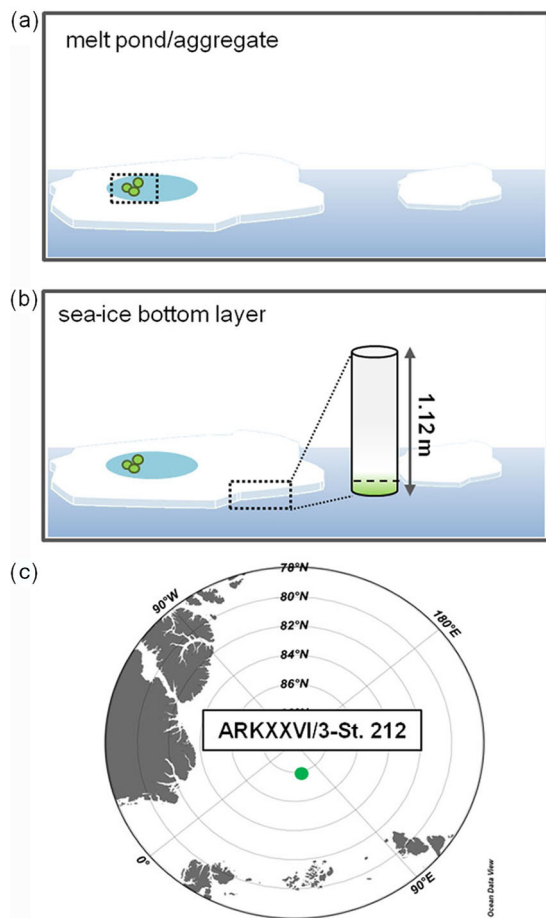 (a)
melt pond/aggregate
(b)
sea-ice bottom layer
1.12 m
(c)
78°N
90°W
80°N
180°E
82°N
84°N
86°N
ARKXXVI/3-St. 212
0°
90°E
Ocean Data View